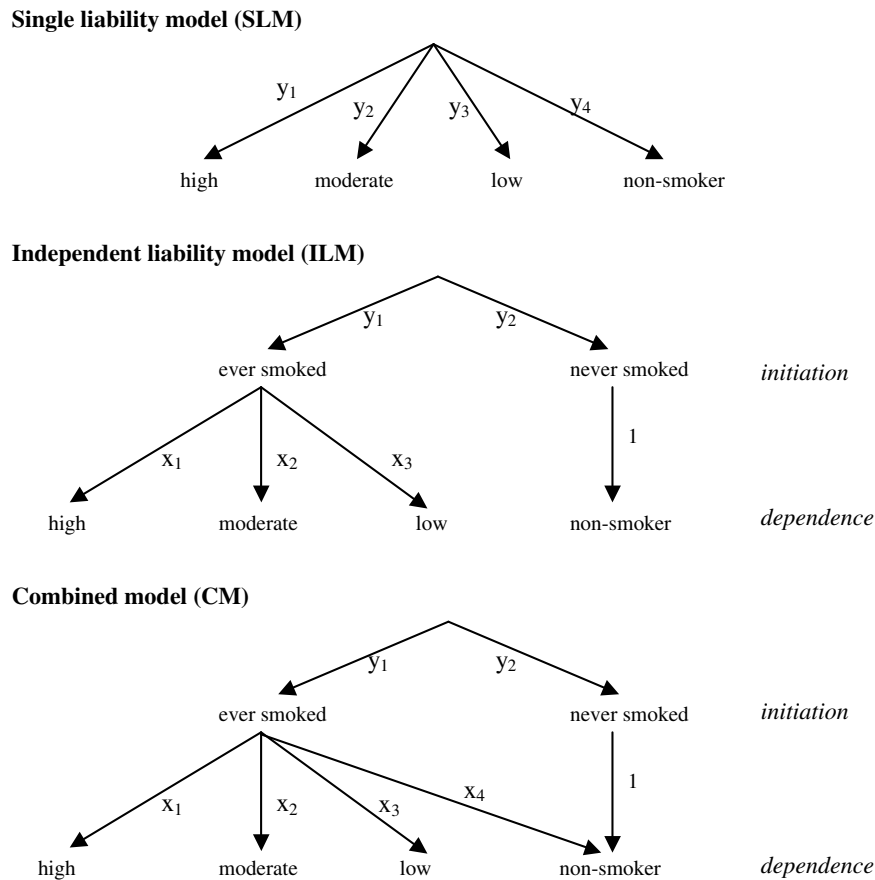 Single liability model (SLM)
y1
y2 y3 y4
high moderate low non-smoker
Independent liability model (ILM)
y1 y2
ever smoked never smoked initiation
x1 x2 x3 1
high moderate low non-smoker dependence
Combined model (CM)
y1 y2
ever smoked never smoked initiation
x1 x2 x3 x4 1
high moderate low non-smoker dependence